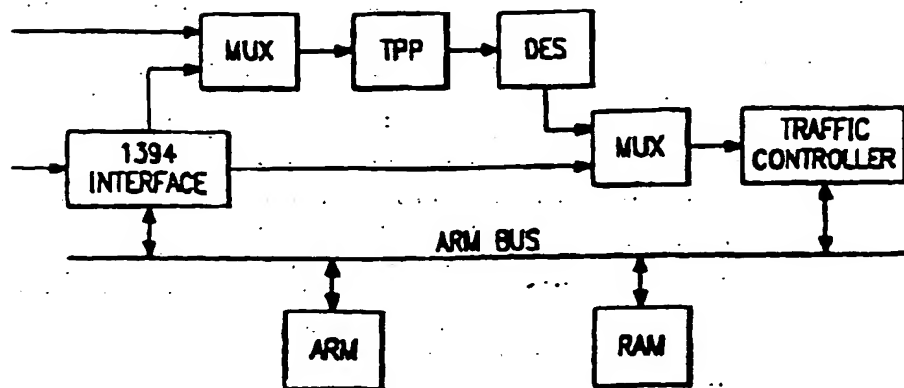 MUX
TPP
DES
1394
INTERFACE
MUX
TRAFFIC
CONTROLLER
ARM BUS
ARM
RAM